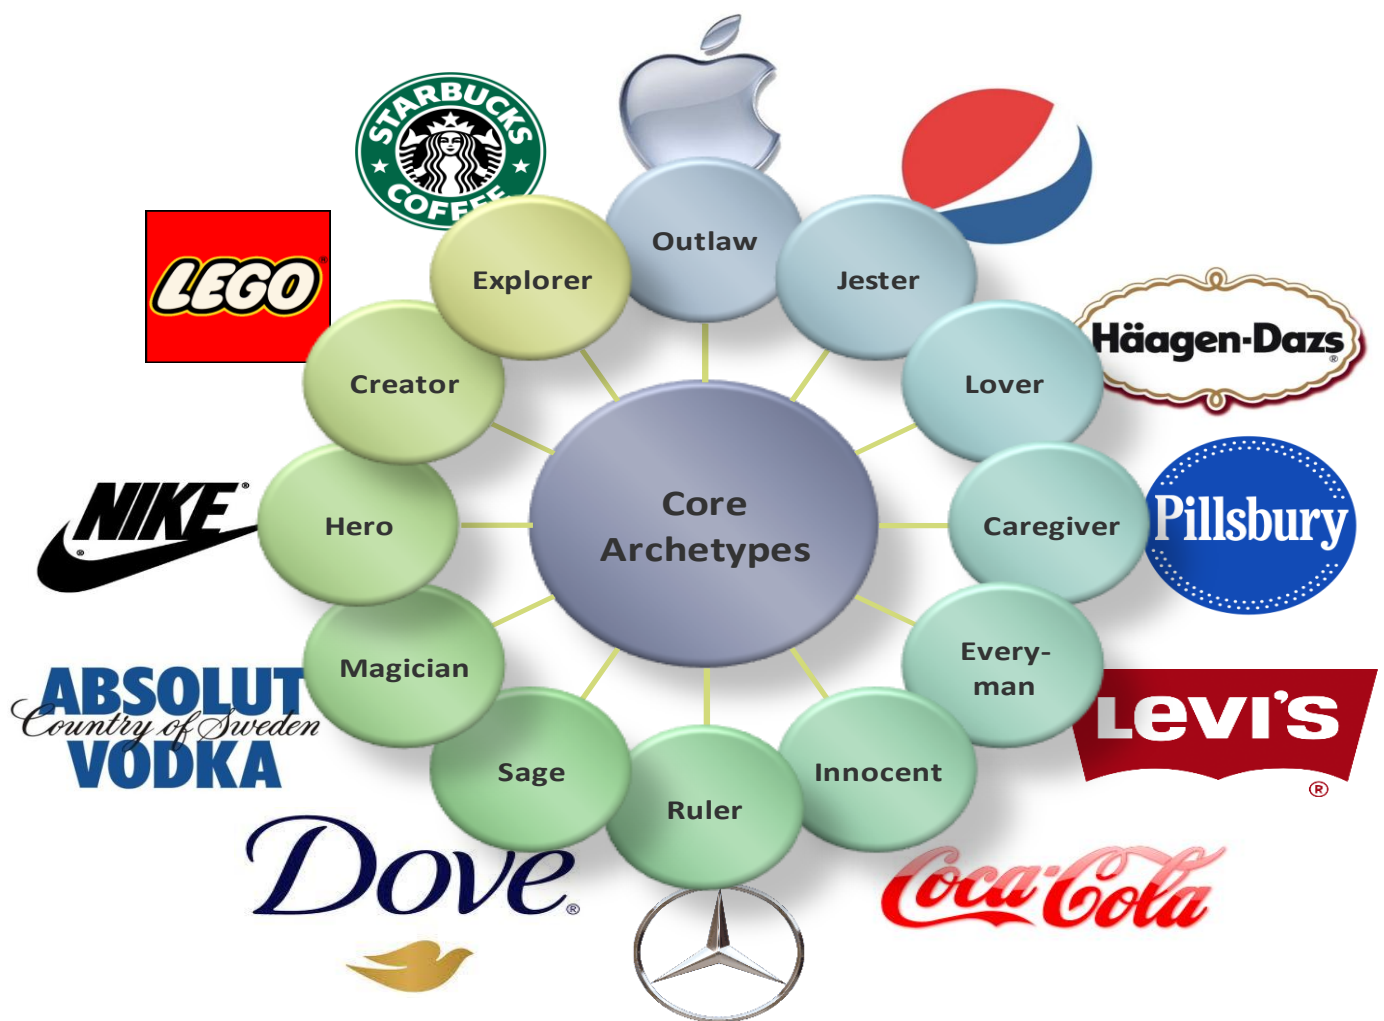 STARBUCKS
COFFEE
LEGO
®
Outlaw
Explorer
Jester
Häagen-Dazs
®
Creator
Lover
NIKE
®
®
Hero
Core
Archetypes
Caregiver
Pillsbury
Magician
Every-
man
ABSOLUT
Country of Sweden
VODKA
LEVI'S
®
Sage
Ruler
Innocent
Dove
®
Coca-Cola